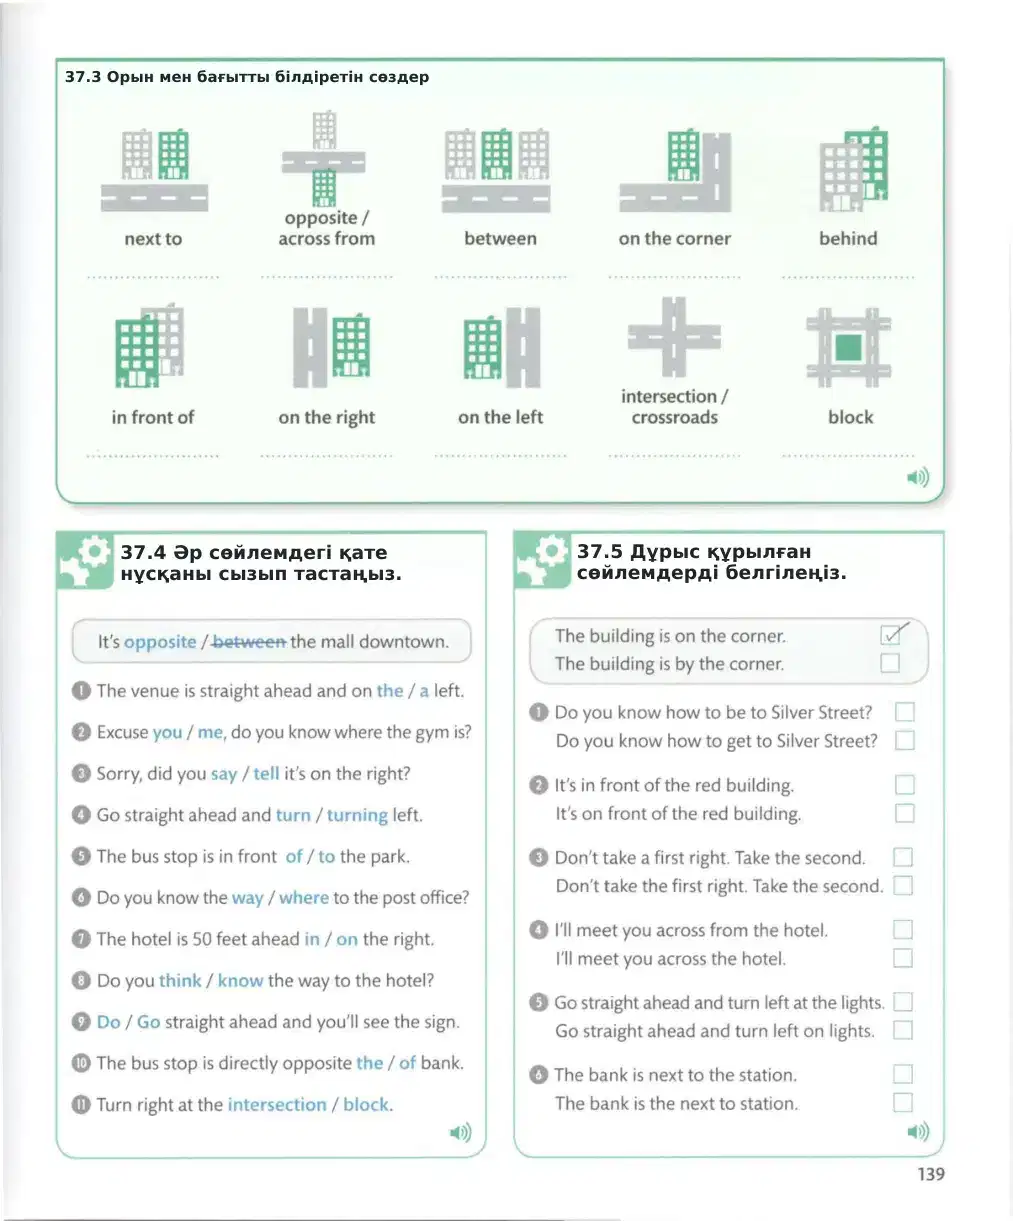 37.3 Орын мен бағытты білдіретін сөздер
next to
opposite /
across from
between
on the corner
behind
in front of
on the right
on the left
intersection /
crossroads
block
37.4 Әр сөйлемдегі қате
нұсқаны сызып тастаңыз.
It's opposite / between the mall downtown.
1 The venue is straight ahead and on the / a left.
2 Excuse you / me, do you know where the gym is?
3 Sorry, did you say / tell it's on the right?
4 Go straight ahead and turn / turning left.
5 The bus stop is in front of / to the park.
6 Do you know the way / where to the post office?
7 The hotel is 50 feet ahead in / on the right.
8 Do you think / know the way to the hotel?
9 Do / Go straight ahead and you'll see the sign.
10 The bus stop is directly opposite the / of bank.
11 Turn right at the intersection / block.
37.5 Дұрыс құрылған
сөйлемдерді белгілеңіз.
The building is on the corner.
The building is by the corner.
1 Do you know how to be to Silver Street?
Do you know how to get to Silver Street?
2 It's in front of the red building.
It's on front of the red building.
3 Don't take a first right. Take the second.
Don't take the first right. Take the second.
4 I'll meet you across from the hotel.
I'll meet you across the hotel.
5 Go straight ahead and turn left at the lights.
Go straight ahead and turn left on lights.
6 The bank is next to the station.
The bank is the next to station.
139